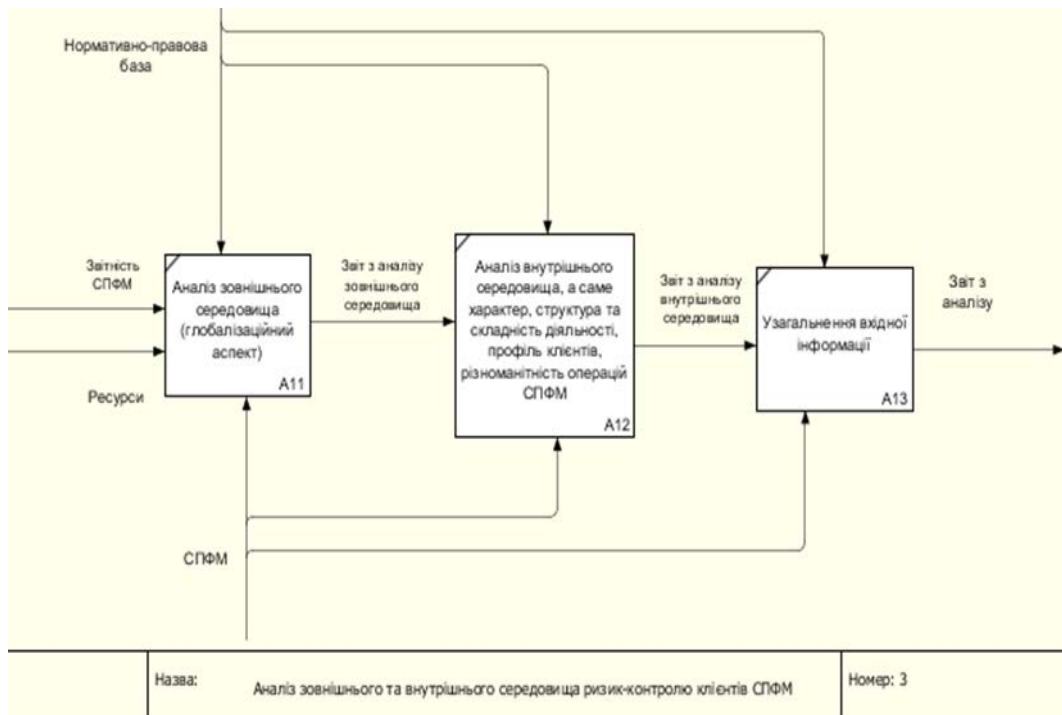 Нормативно-правова
база
Звітність
СПФМ
Ресурси
Аналіз зовнішнього
середовища
(глобалізаційний
аспект)
A11
Звіт з аналізу
зовнішнього
середовища
Аналіз внутрішнього
середовища, а саме
характер, структура та
складність діяльності,
профіль клієнтів,
різноманітність операцій
СПФМ
A12
Звіт з аналізу
внутрішнього
середовища
Узагальнення вхідної
інформації
A13
Звіт з
аналізу
СПФМ
Назва:
Аналіз зовнішнього та внутрішнього середовища ризик-контролю клієнтів СПФМ
Номер: 3